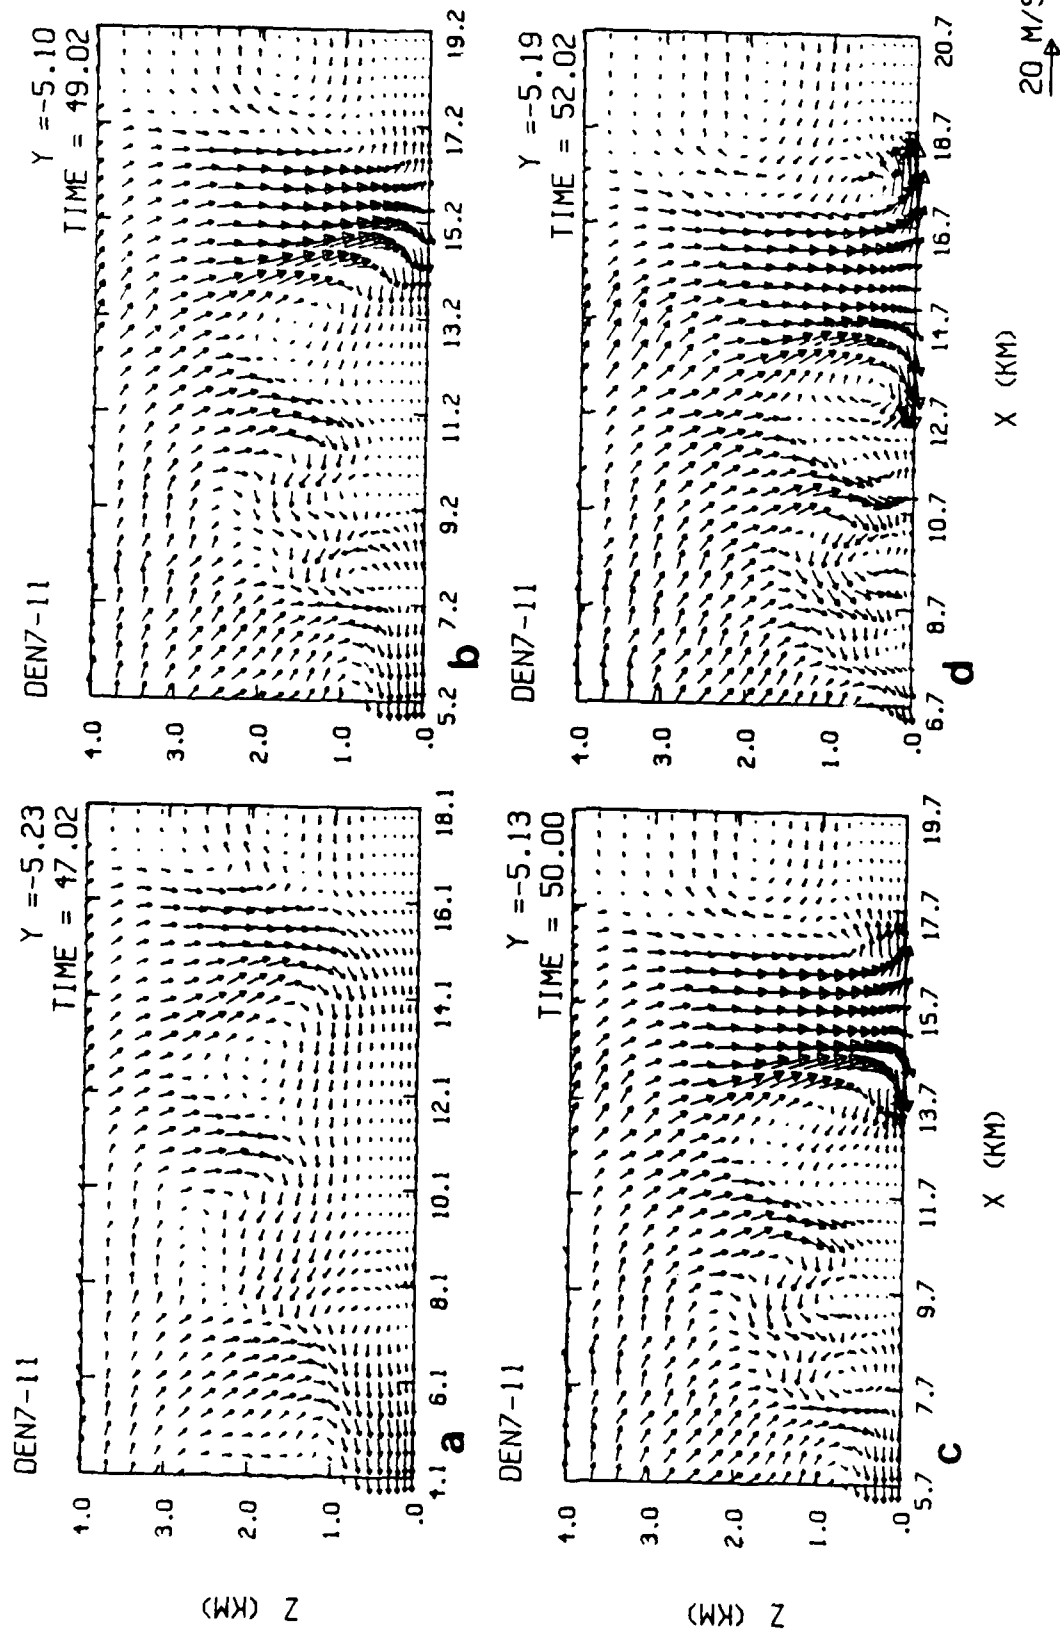 DEN7-11
Y =-5.23
TIME = 47.02
4.0
3.0
2.0
1.0
.0
4.1 6.1 8.1 10.1 12.1 14.1 16.1 18.1
a
DEN7-11
Y =-5.10
TIME = 49.02
4.0
3.0
2.0
1.0
.0
5.2 7.2 9.2 11.2 13.2 15.2 17.2 19.2
b
Z (KM)
DEN7-11
Y =-5.13
TIME = 50.00
4.0
3.0
2.0
1.0
.0
5.7 7.7 9.7 11.7 13.7 15.7 17.7 19.7
c
X (KM)
DEN7-11
Y =-5.19
TIME = 52.02
4.0
3.0
2.0
1.0
.0
6.7 8.7 10.7 12.7 14.7 16.7 18.7 20.7
d
X (KM)
Z (KM)
20 M/S